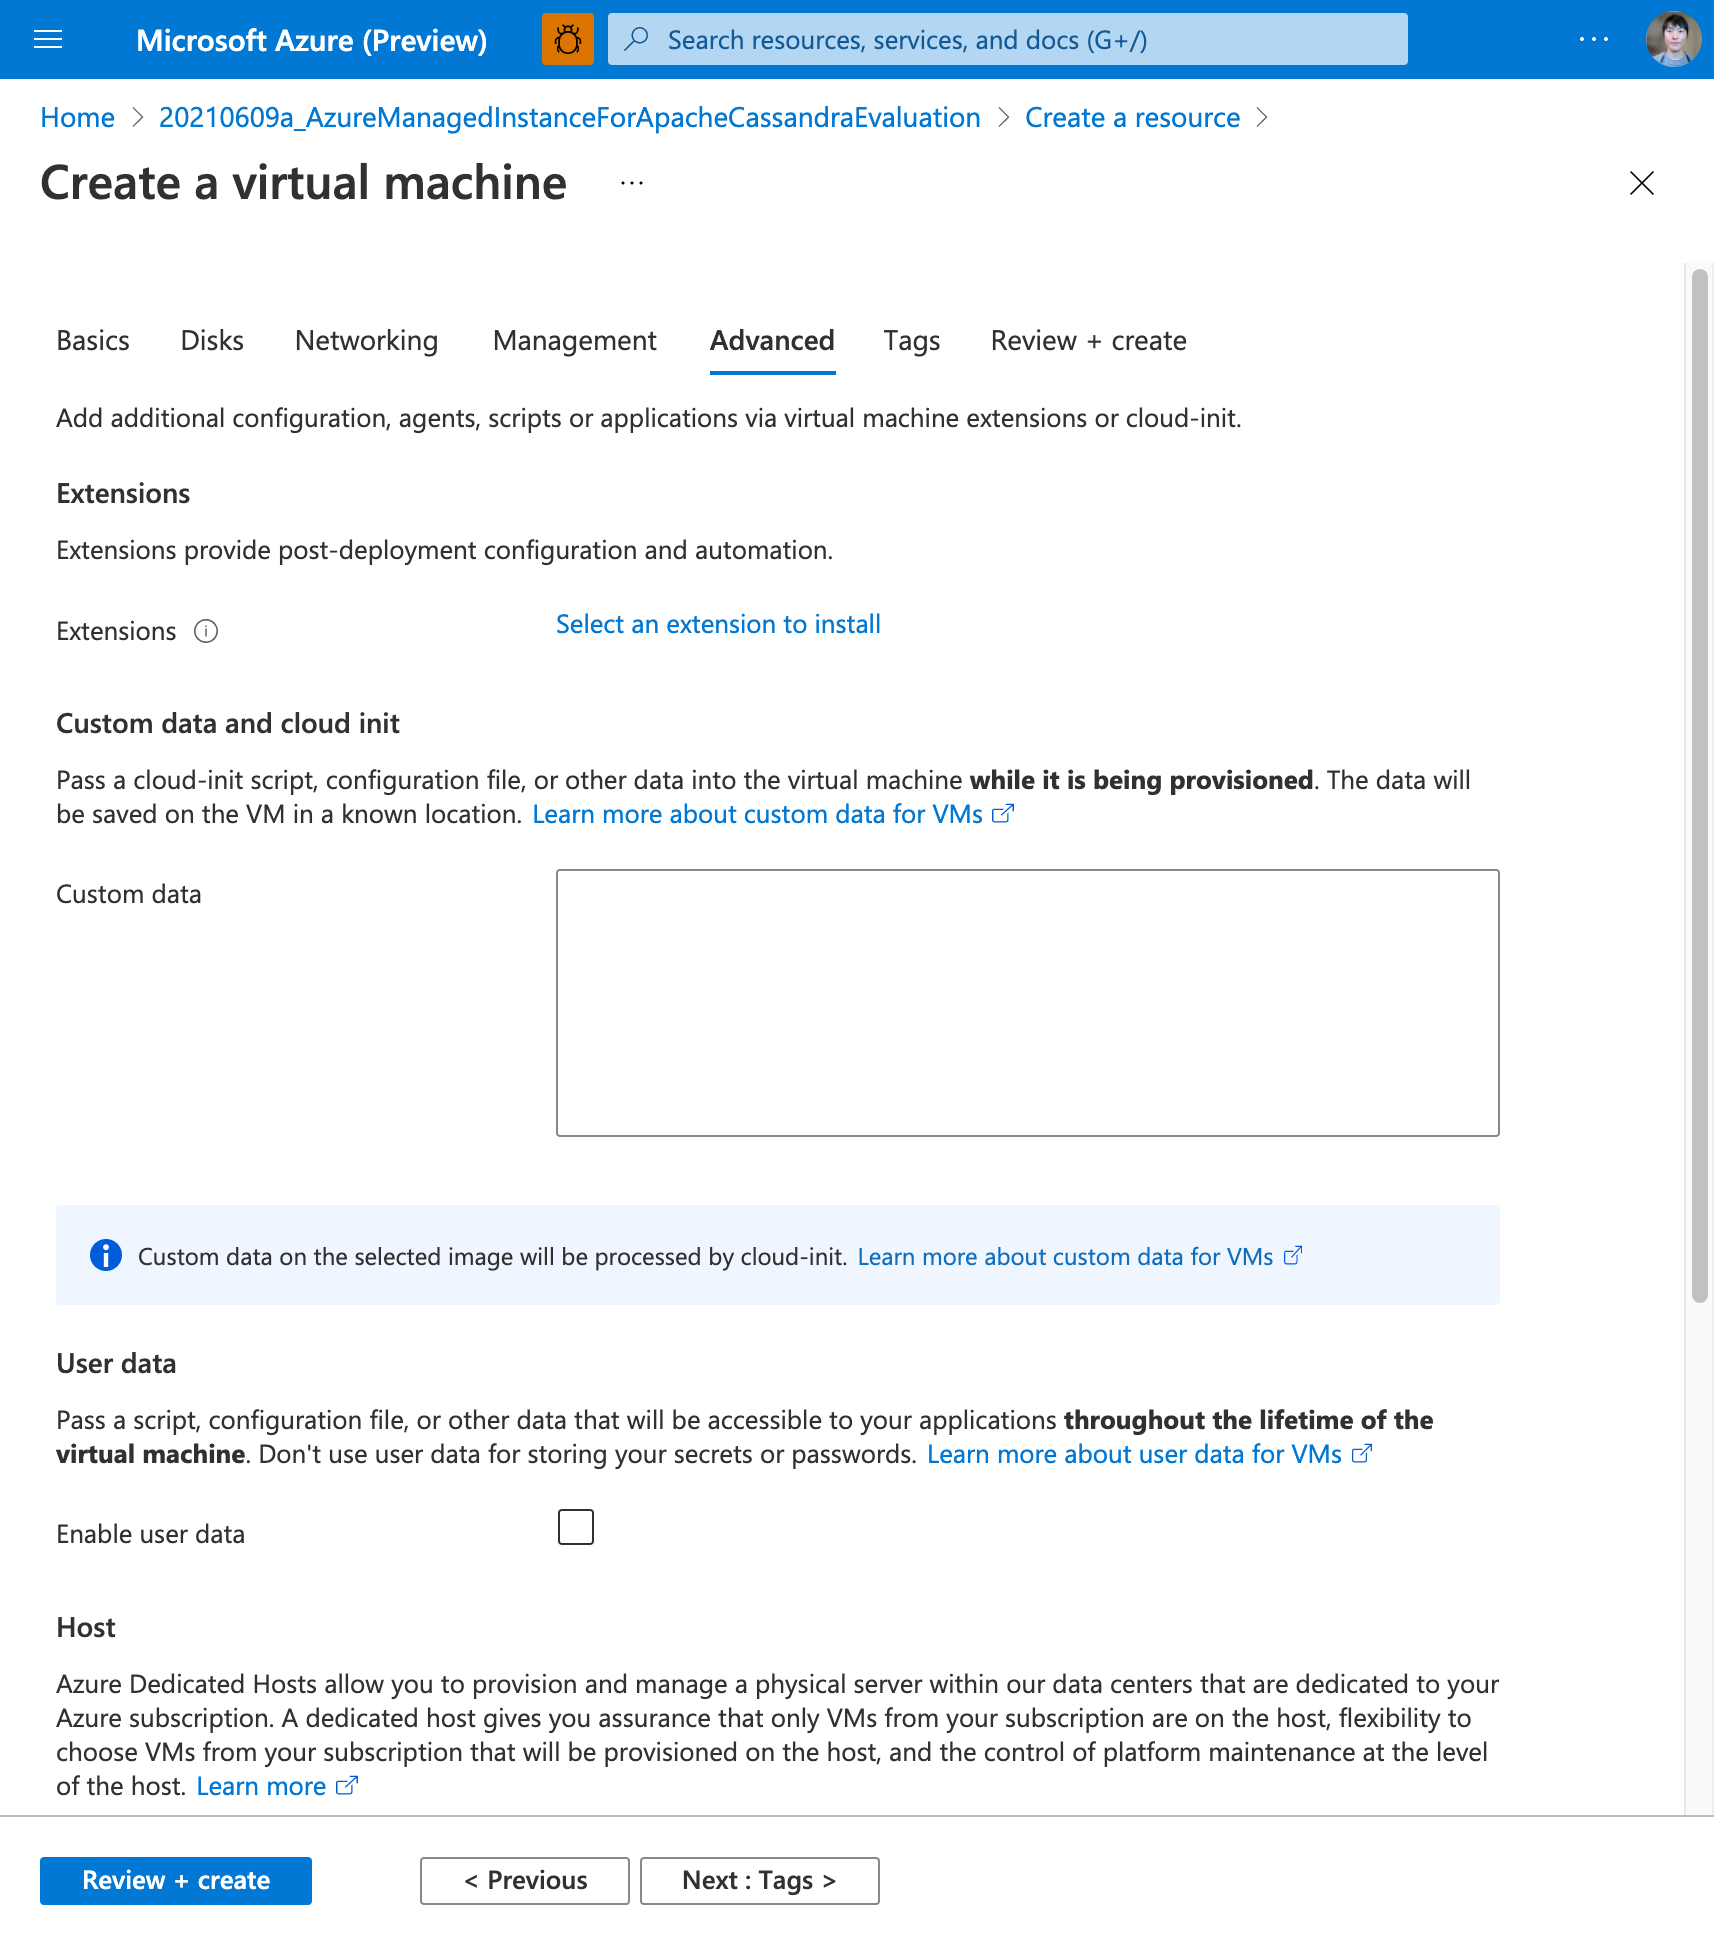 Microsoft Azure (Preview)
Search resources, services, and docs (G+/)
Home > 20210609a_AzureManagedInstanceForApacheCassandraEvaluation > Create a resource >
Create a virtual machine ...
Basics Disks Networking Management Advanced Tags Review + create
Add additional configuration, agents, scripts or applications via virtual machine extensions or cloud-init.
Extensions
Extensions provide post-deployment configuration and automation.
Extensions Select an extension to install
Custom data and cloud init
Pass a cloud-init script, configuration file, or other data into the virtual machine while it is being provisioned. The data will
be saved on the VM in a known location. Learn more about custom data for VMs
Custom data
Custom data on the selected image will be processed by cloud-init. Learn more about custom data for VMs
User data
Pass a script, configuration file, or other data that will be accessible to your applications throughout the lifetime of the
virtual machine. Don't use user data for storing your secrets or passwords. Learn more about user data for VMs
Enable user data
Host
Azure Dedicated Hosts allow you to provision and manage a physical server within our data centers that are dedicated to your
Azure subscription. A dedicated host gives you assurance that only VMs from your subscription are on the host, flexibility to
choose VMs from your subscription that will be provisioned on the host, and the control of platform maintenance at the level
of the host. Learn more
Review + create < Previous Next : Tags >